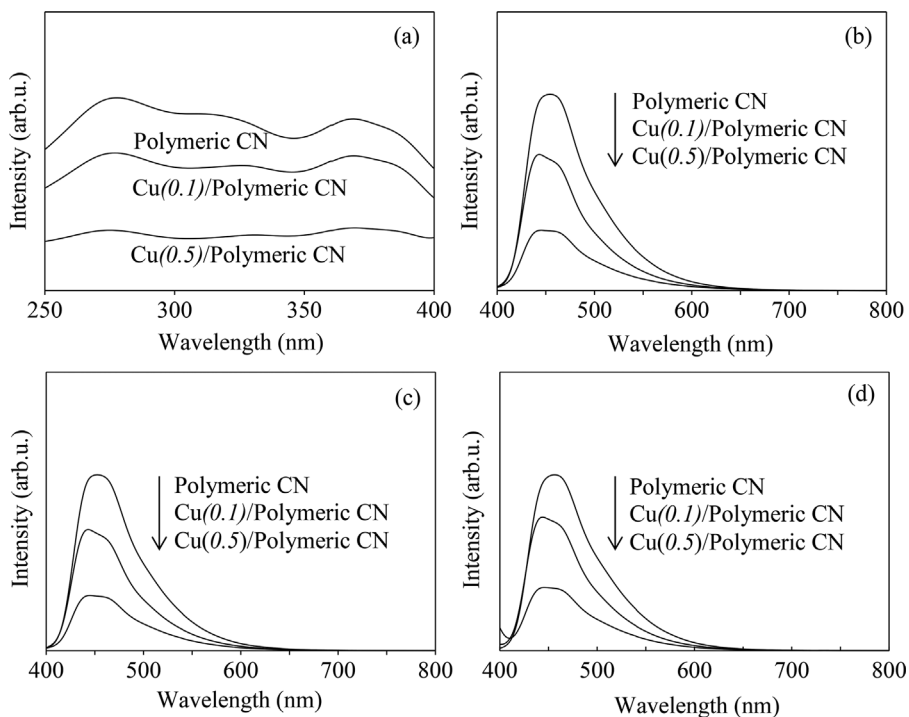 (a)
Intensity (arb.u.)
Polymeric CN
Cu(0.1)/Polymeric CN
Cu(0.5)/Polymeric CN
250 300 350 400
Wavelength (nm)
(b)
Intensity (arb.u.)
Polymeric CN
Cu(0.1)/Polymeric CN
Cu(0.5)/Polymeric CN
400 500 600 700 800
Wavelength (nm)
(c)
Intensity (arb.u.)
Polymeric CN
Cu(0.1)/Polymeric CN
Cu(0.5)/Polymeric CN
400 500 600 700 800
Wavelength (nm)
(d)
Intensity (arb.u.)
Polymeric CN
Cu(0.1)/Polymeric CN
Cu(0.5)/Polymeric CN
400 500 600 700 800
Wavelength (nm)